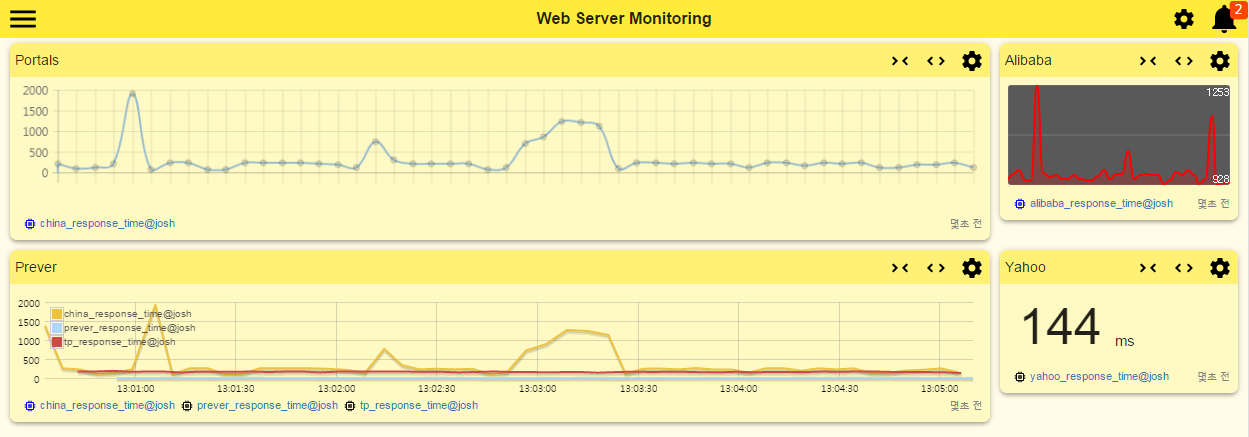 Web Server Monitoring
2
Portals
2000
1500
1000
500
0
china_response_time@josh
몇초 전
Alibaba
1253
928
alibaba_response_time@josh
몇초 전
Prever
2000
1500
1000
500
0
china_response_time@josh
prever_response_time@josh
tp_response_time@josh
13:01:00 13:01:30 13:02:00 13:02:30 13:03:00 13:03:30 13:04:00 13:04:30 13:05:00
china_response_time@josh prever_response_time@josh tp_response_time@josh
몇초 전
Yahoo
144 ms
yahoo_response_time@josh
몇초 전